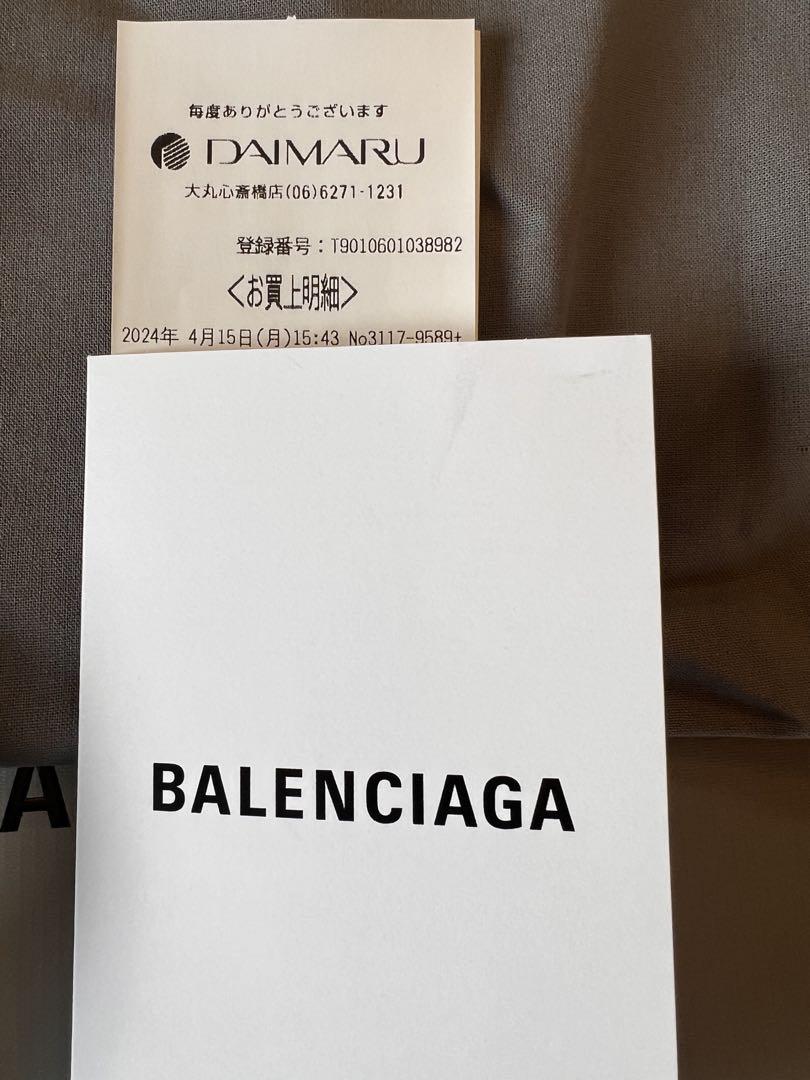 毎度ありがとうございます
DAIMARU
大丸心斎橋店(06)6271-1231
登録番号：T9010601038982
<お買上明細>
2024年 4月15日(月)15:43 No3117-9589+
BALENCIAGA
A